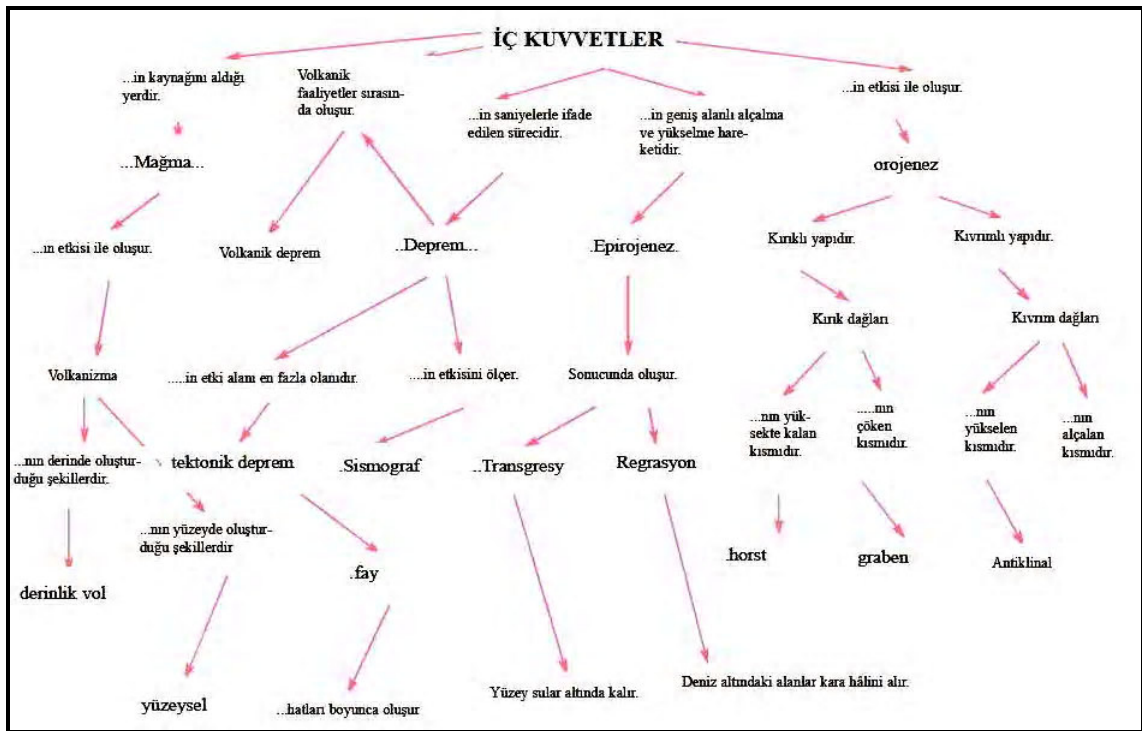 İÇ KUVVETLER
...in kaynağını aldığı
yerdir.
Volkanik
faaliyetler sırasın-
da oluşur.
...in saniyelerle ifade
edilen sürecidir.
...in geniş alanlı alçalma
ve yükselme hare-
ketidir.
...in etkisi ile oluşur.
...Mağma...
orojenez
...ın etkisi ile oluşur.
Volkanik deprem
..Deprem...
.Epirojenez.
Kırıklı yapıdır.
Kıvrımlı yapıdır.
Kırık dağları
Kıvrım dağları
Volkanizma
.....in etki alanı en fazla olanıdır.
....in etkisini ölçer.
Sonucunda oluşur.
...nın yük-
sekte kalan
kısmıdır.
.....nın
çöken
kısmıdır.
...nın
yükselen
kısmıdır.
...nın
alçalan
kısmıdır.
...nın derinde oluştur-
duğu şekillerdir.
tektonik deprem
.Sismograf
..Transgresy
Regrasyon
...nın yüzeyde oluştur-
duğu şekillerdir
.fay
.horst
graben
Antiklinal
derinlik vol
yüzeysel
...hatları boyunca oluşur
Yüzey sular altında kalır.
Deniz altındaki alanlar kara hâlini alır.